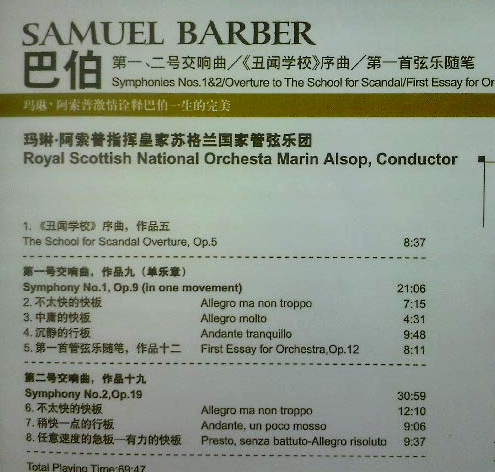 SAMUEL BARBER
巴伯 第一、二号交响曲/《丑闻学校》序曲/第一首弦乐随笔
Symphonies Nos.1&2/Overture to The School for Scandal/First Essay for Or
玛琳·阿索普激情诠释巴伯一生的完美
玛琳·阿索普指挥皇家苏格兰国家管弦乐团
Royal Scottish National Orchesta Marin Alsop, Conductor
1. 《丑闻学校》序曲，作品五
The School for Scandal Overture, Op.5 8:37
第一号交响曲，作品九（单乐章）
Symphony No.1, Op.9 (in one movement) 21:06
2. 不太快的快板 Allegro ma non troppo 7:15
3. 中庸的快板 Allegro molto 4:31
4. 沉静的行板 Andante tranquillo 9:48
5. 第一首管弦乐随笔，作品十二 First Essay for Orchestra,Op.12 8:11
第二号交响曲，作品十九
Symphony No.2,Op.19 30:59
6. 不太快的快板 Allegro ma non troppo 12:10
7. 稍快一点的行板 Andante, un poco mosso 9:06
8. 任意速度的急板—有力的快板 Presto, senza battuto-Allegro risoluto 9:37
Total Playing Time:69:47